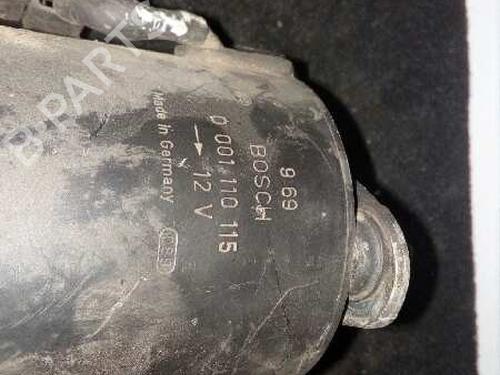 9 69
BOSCH
0 001 110 115
→ 12 V
Made in Germany
B-PARTS